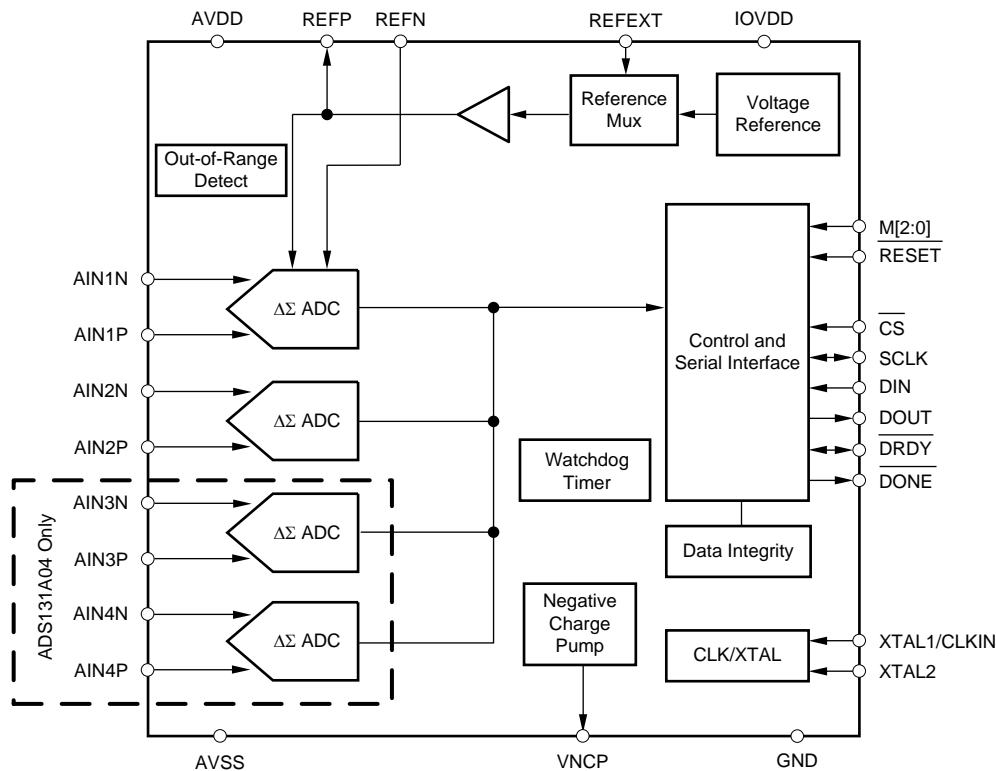 AVDD
REFP
REFN
REFEXT
IOVDD
Reference
Mux
Voltage
Reference
Out-of-Range
Detect
M[2:0]
RESET
AIN1N
ΔΣ ADC
AIN1P
CS
Control and
Serial Interface
SCLK
DIN
DOUT
DRDY
DONE
AIN2N
ΔΣ ADC
AIN2P
Watchdog
Timer
ADS131A04 Only
AIN3N
ΔΣ ADC
AIN3P
Data Integrity
AIN4N
ΔΣ ADC
AIN4P
Negative
Charge
Pump
CLK/XTAL
XTAL1/CLKIN
XTAL2
AVSS
VNCP
GND